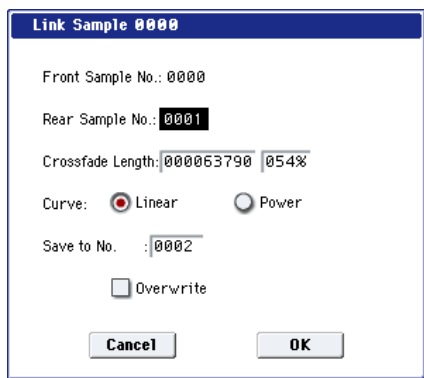 Link Sample 0000
Front Sample No.: 0000
Rear Sample No.: 0001
Crossfade Length: 000063790 054%
Curve: Linear Power
Save to No. : 0002
Overwrite
Cancel OK